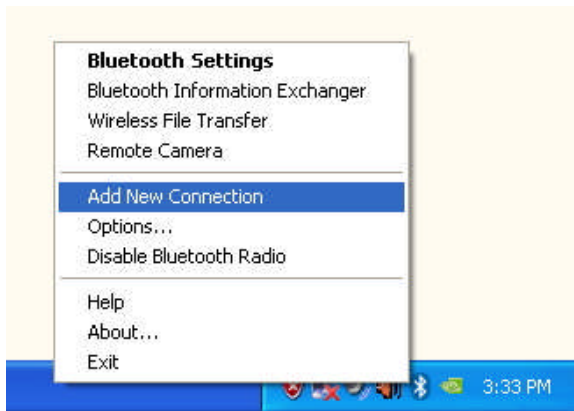 Bluetooth Settings
Bluetooth Information Exchanger
Wireless File Transfer
Remote Camera
Add New Connection
Options...
Disable Bluetooth Radio
Help
About...
Exit
3:33 PM